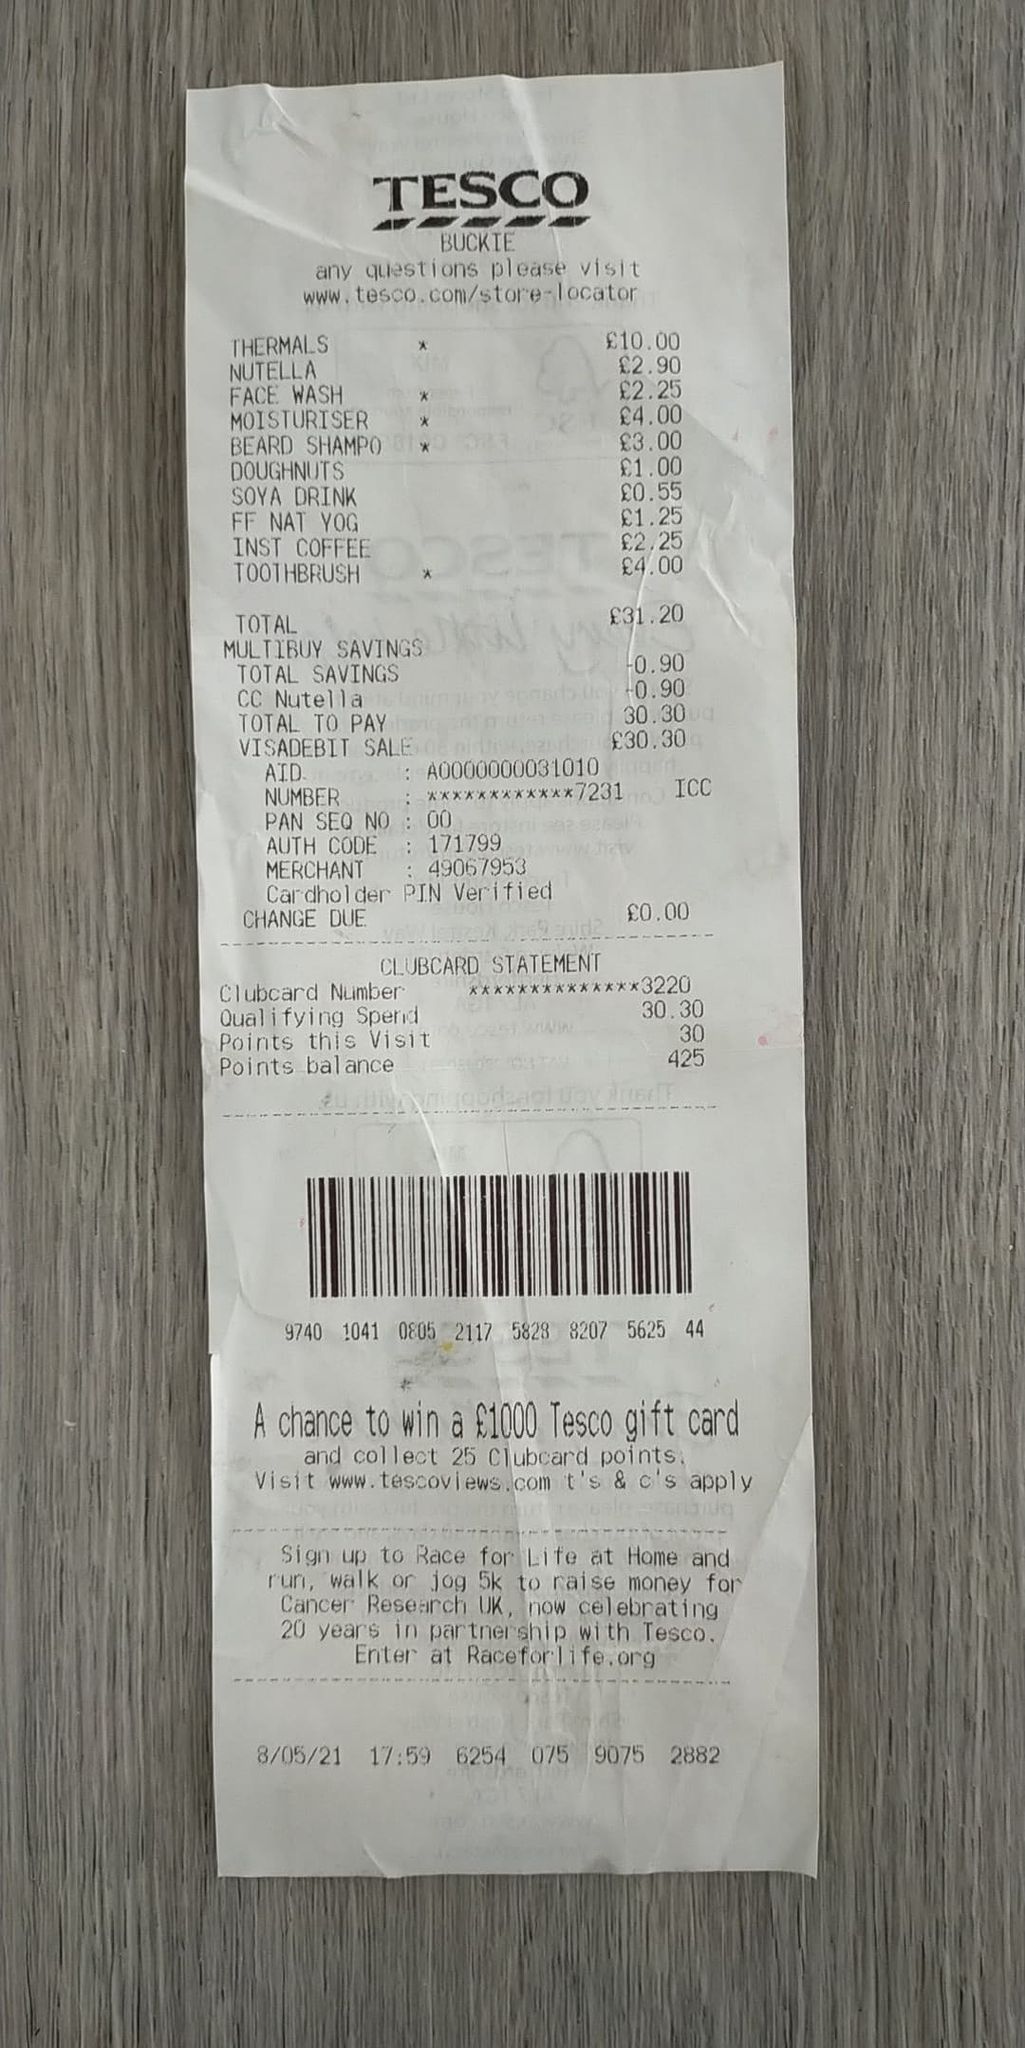 TESCO
BUCKIE
any questions please visit
www.tesco.com/store-locator
THERMALS * £10.00
NUTELLA £2.90
FACE WASH * £2.25
MOISTURISER * £4.00
BEARD SHAMPO * £3.00
DOUGHNUTS £1.00
SOYA DRINK £0.55
FF NAT YOG £1.25
INST COFFEE £2.25
TOOTHBRUSH * £4.00
TOTAL £31.20
MULTIBUY SAVINGS
TOTAL SAVINGS -0.90
CC Nutella -0.90
TOTAL TO PAY 30.30
VISADEBIT SALE £30.30
AID : A0000000031010
NUMBER : ************7231 ICC
PAN SEQ NO : 00
AUTH CODE : 171799
MERCHANT : 49067953
Cardholder PIN Verified
CHANGE DUE £0.00
CLUBCARD STATEMENT
Clubcard Number **************3220
Qualifying Spend 30.30
Points this Visit 30
Points balance 425
9740 1041 0805 2117 5828 8207 5625 44
A chance to win a £1000 Tesco gift card
and collect 25 Clubcard points.
Visit www.tescoviews.com t's & c's apply
Sign up to Race for Life at Home and
run, walk or jog 5k to raise money for
Cancer Research UK, now celebrating
20 years in partnership with Tesco.
Enter at Raceforlife.org
8/05/21 17:59 6254 075 9075 2882